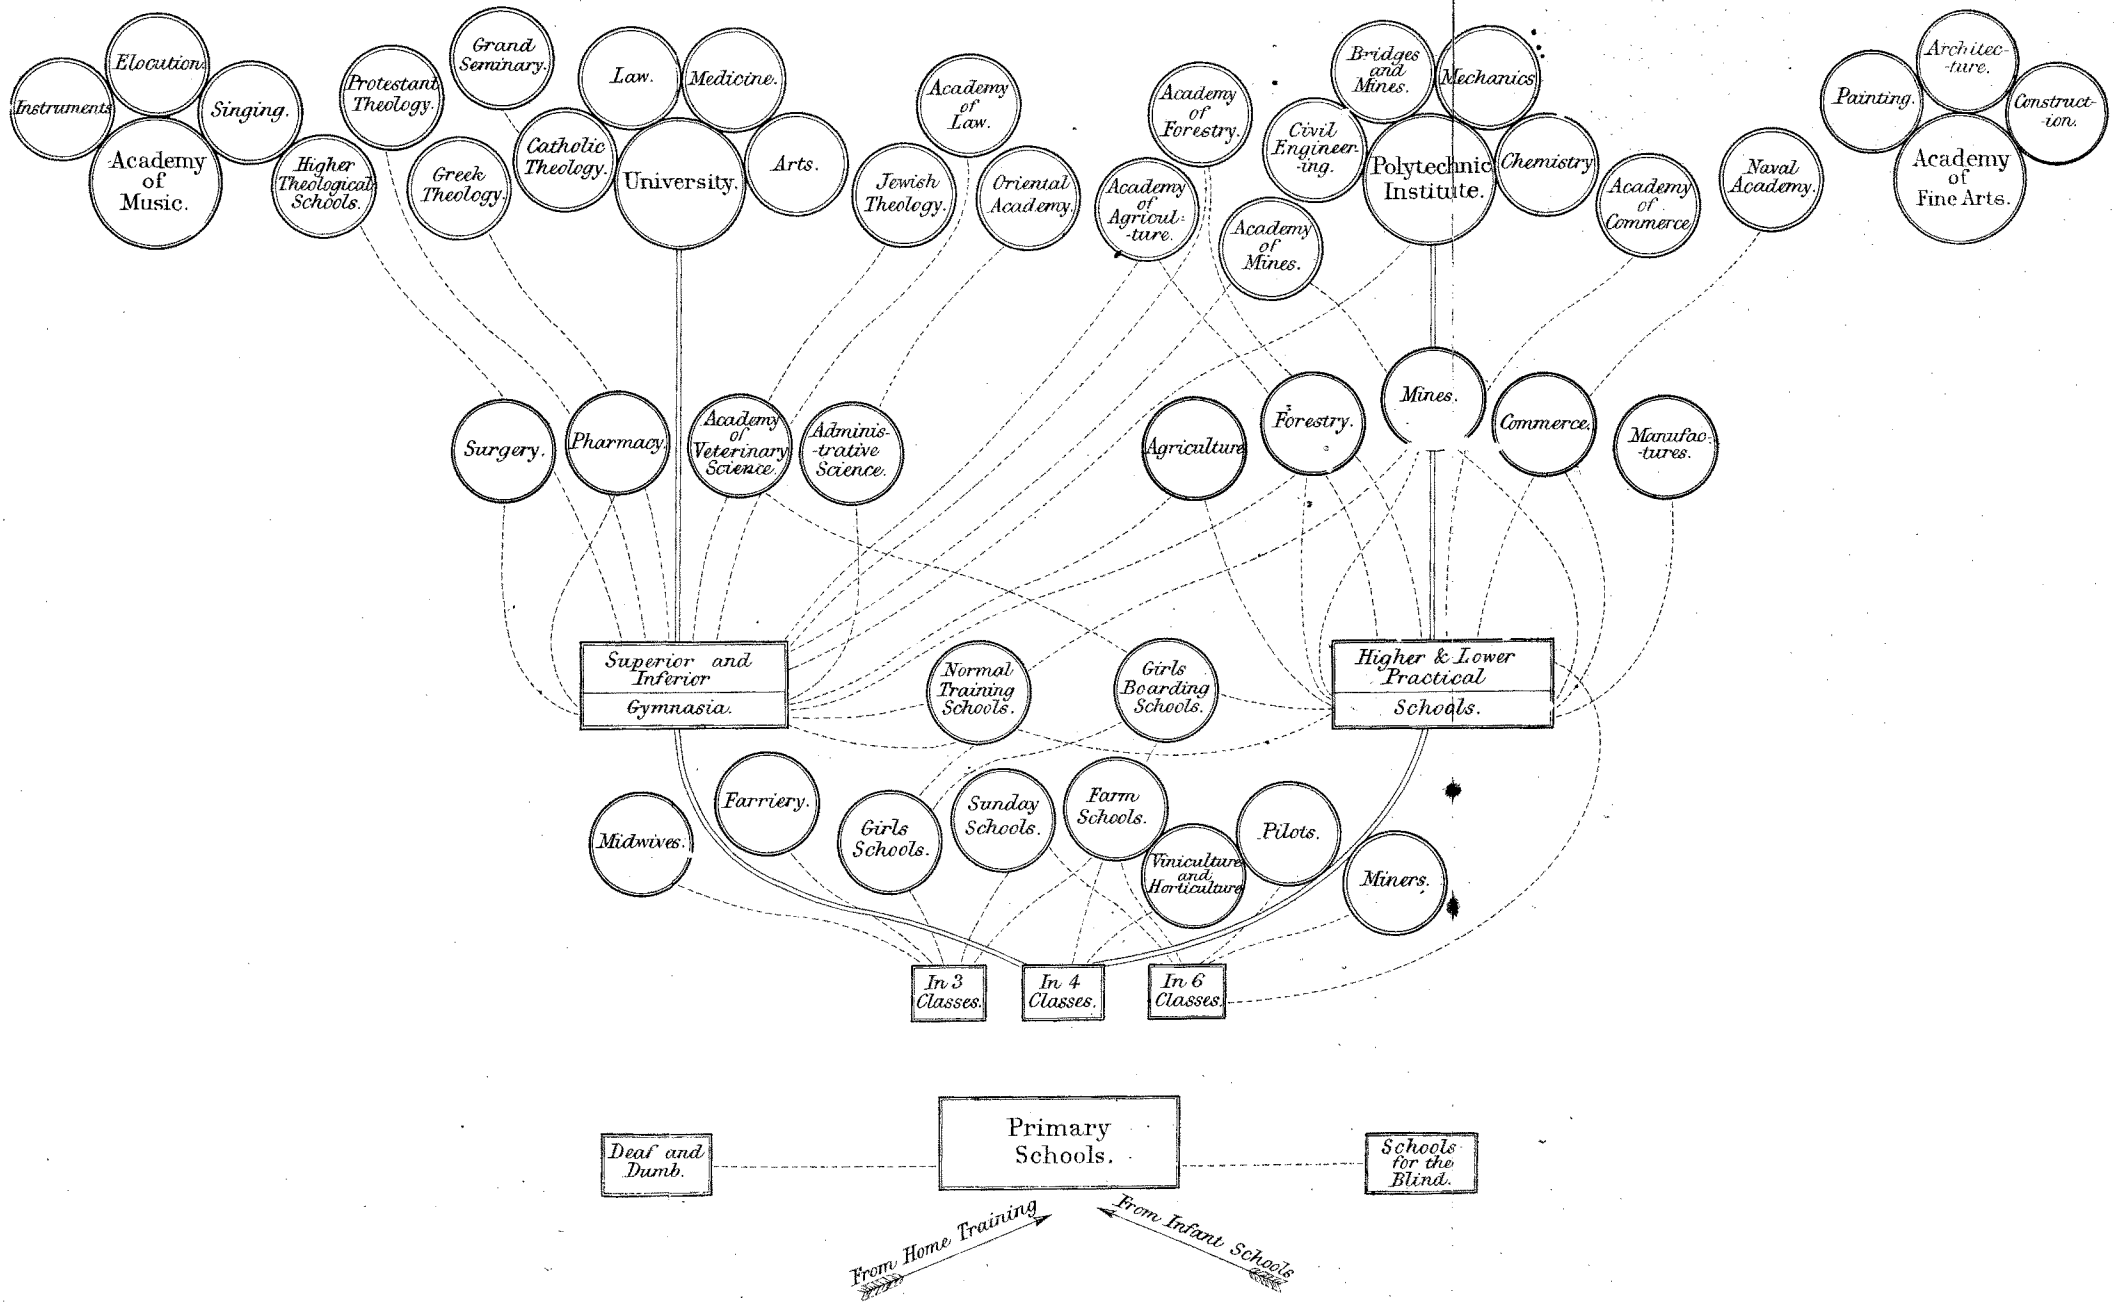 Instruments
Elocution.
Singing.
Academy
of
Music.
Higher
Theological
Schools.
Protestant
Theology.
Grand
Seminary.
Greek
Theology.
Catholic
Theology.
Law.
Medicine.
University.
Arts.
Jewish
Theology.
Academy
of
Law.
Oriental
Academy.
Academy
of
Agricul-
-ture.
Academy
of
Forestry.
Academy
of
Mines.
Civil
Engineer-
-ing.
Bridges
and
Mines.
Mechanics
Polytechnic
Institute.
Chemistry
Academy
of
Commerce
Naval
Academy.
Painting.
Architec-
-ture.
Construct-
-ion.
Academy
of
Fine Arts.
Surgery.
Pharmacy.
Academy
of
Veterinary
Science.
Adminis-
-trative
Science.
Agriculture
Forestry.
Mines.
Commerce.
Manufac-
-tures.
Superior and
Inferior
Gymnasia.
Normal
Training
Schools.
Girls
Boarding
Schools.
Higher & Lower
Practical
Schools.
Midwives.
Farriery.
Girls
Schools.
Sunday
Schools.
Farm
Schools.
Viniculture
and
Horticulture
Pilots.
Miners.
In 3
Classes.
In 4
Classes.
In 6
Classes.
Deaf and
Dumb.
Primary
Schools.
Schools
for the
Blind.
From Home Training
From Infant Schools